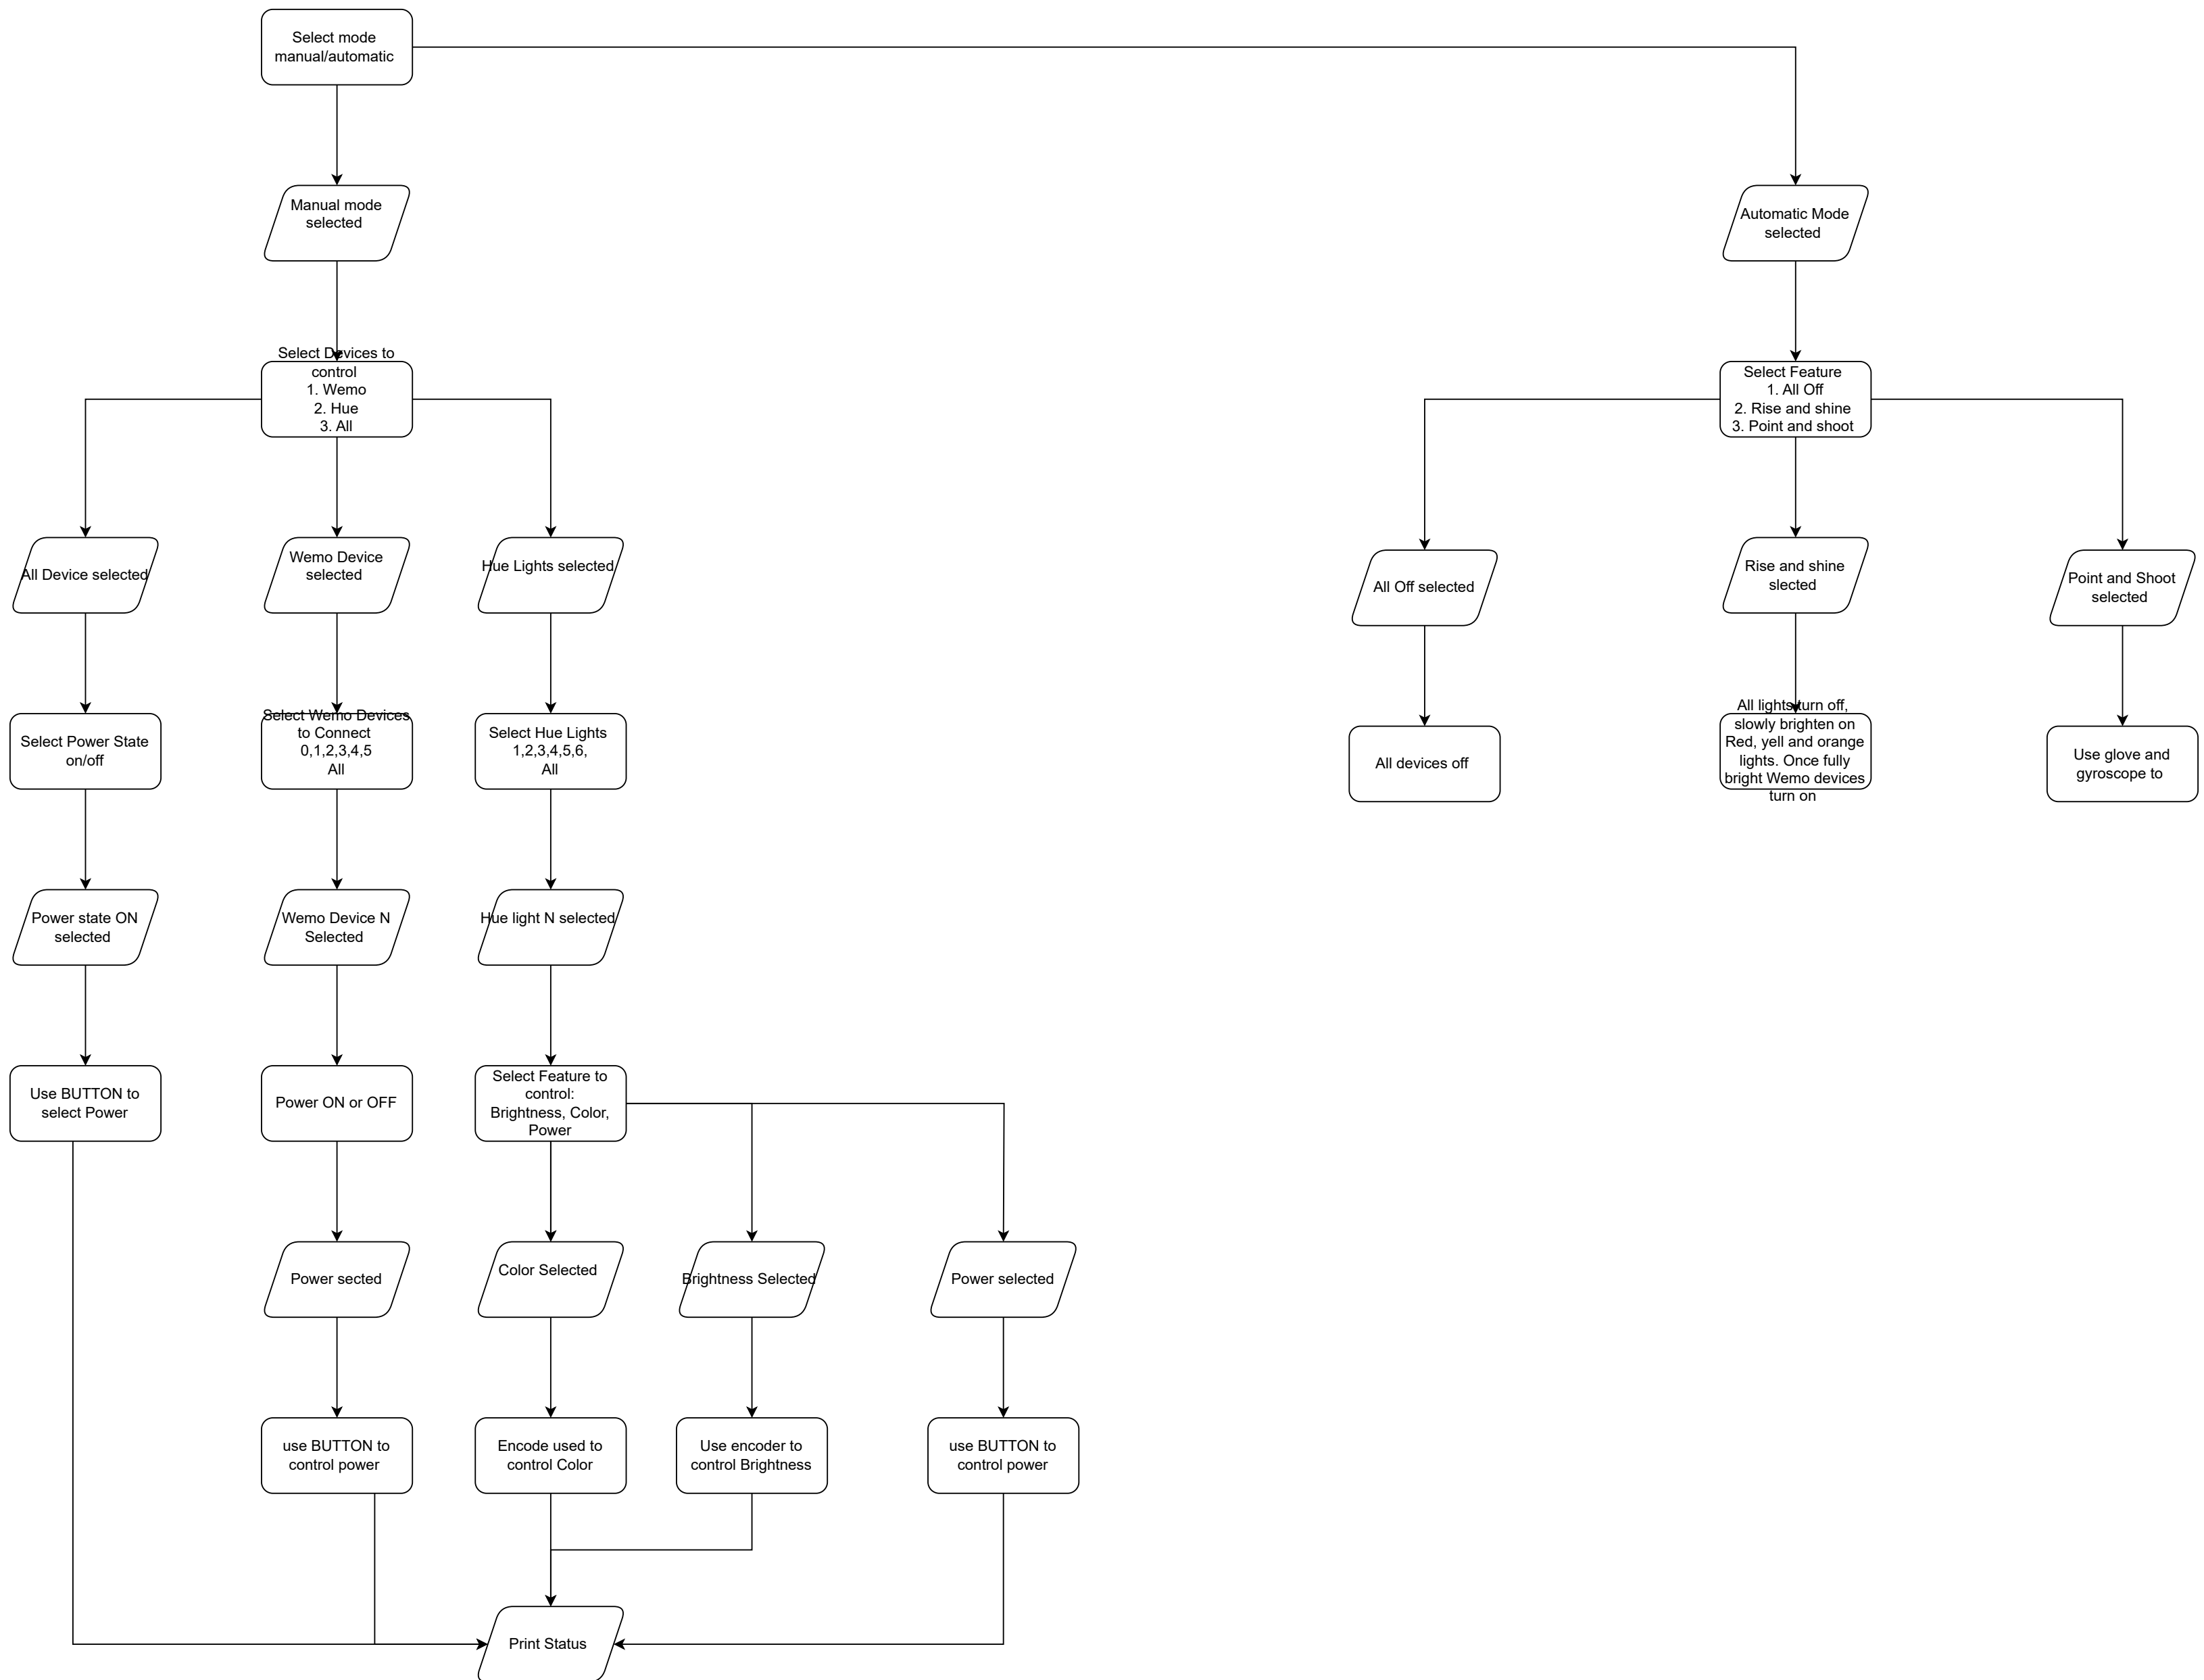 Select mode
manual/automatic
Manual mode
selected
Automatic Mode
selected
Select Devices to
control
1. Wemo
2. Hue
3. All
Select Feature
1. All Off
2. Rise and shine
3. Point and shoot
All Device selected
Wemo Device
selected
Hue Lights selected
All Off selected
Rise and shine
slected
Point and Shoot
selected
Select Power State
on/off
Select Wemo Devices
to Connect
0,1,2,3,4,5
All
Select Hue Lights
1,2,3,4,5,6,
All
All devices off
All lights turn off,
slowly brighten on
Red, yell and orange
lights. Once fully
bright Wemo devices
turn on
Use glove and
gyroscope to
Power state ON
selected
Wemo Device N
Selected
Hue light N selected
Use BUTTON to
select Power
Power ON or OFF
Select Feature to
control:
Brightness, Color,
Power
Power sected
Color Selected
Brightness Selected
Power selected
use BUTTON to
control power
Encode used to
control Color
Use encoder to
control Brightness
use BUTTON to
control power
Print Status